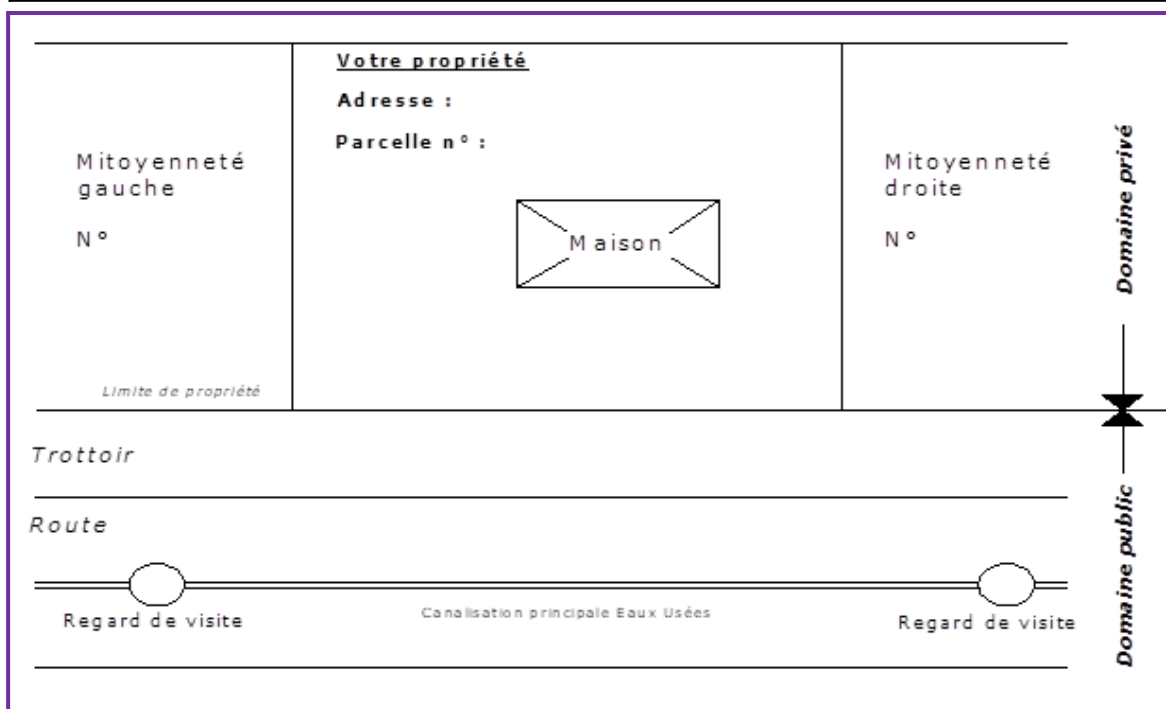 Votre propriété
Adresse :
Parcelle n° :
Mitoyenneté
gauche
N°
Maison
Mitoyenneté
droite
N°
Domaine privé
Limite de propriété
Trottoir
Route
Regard de visite
Canalisation principale Eaux Usées
Regard de visite
Domaine public